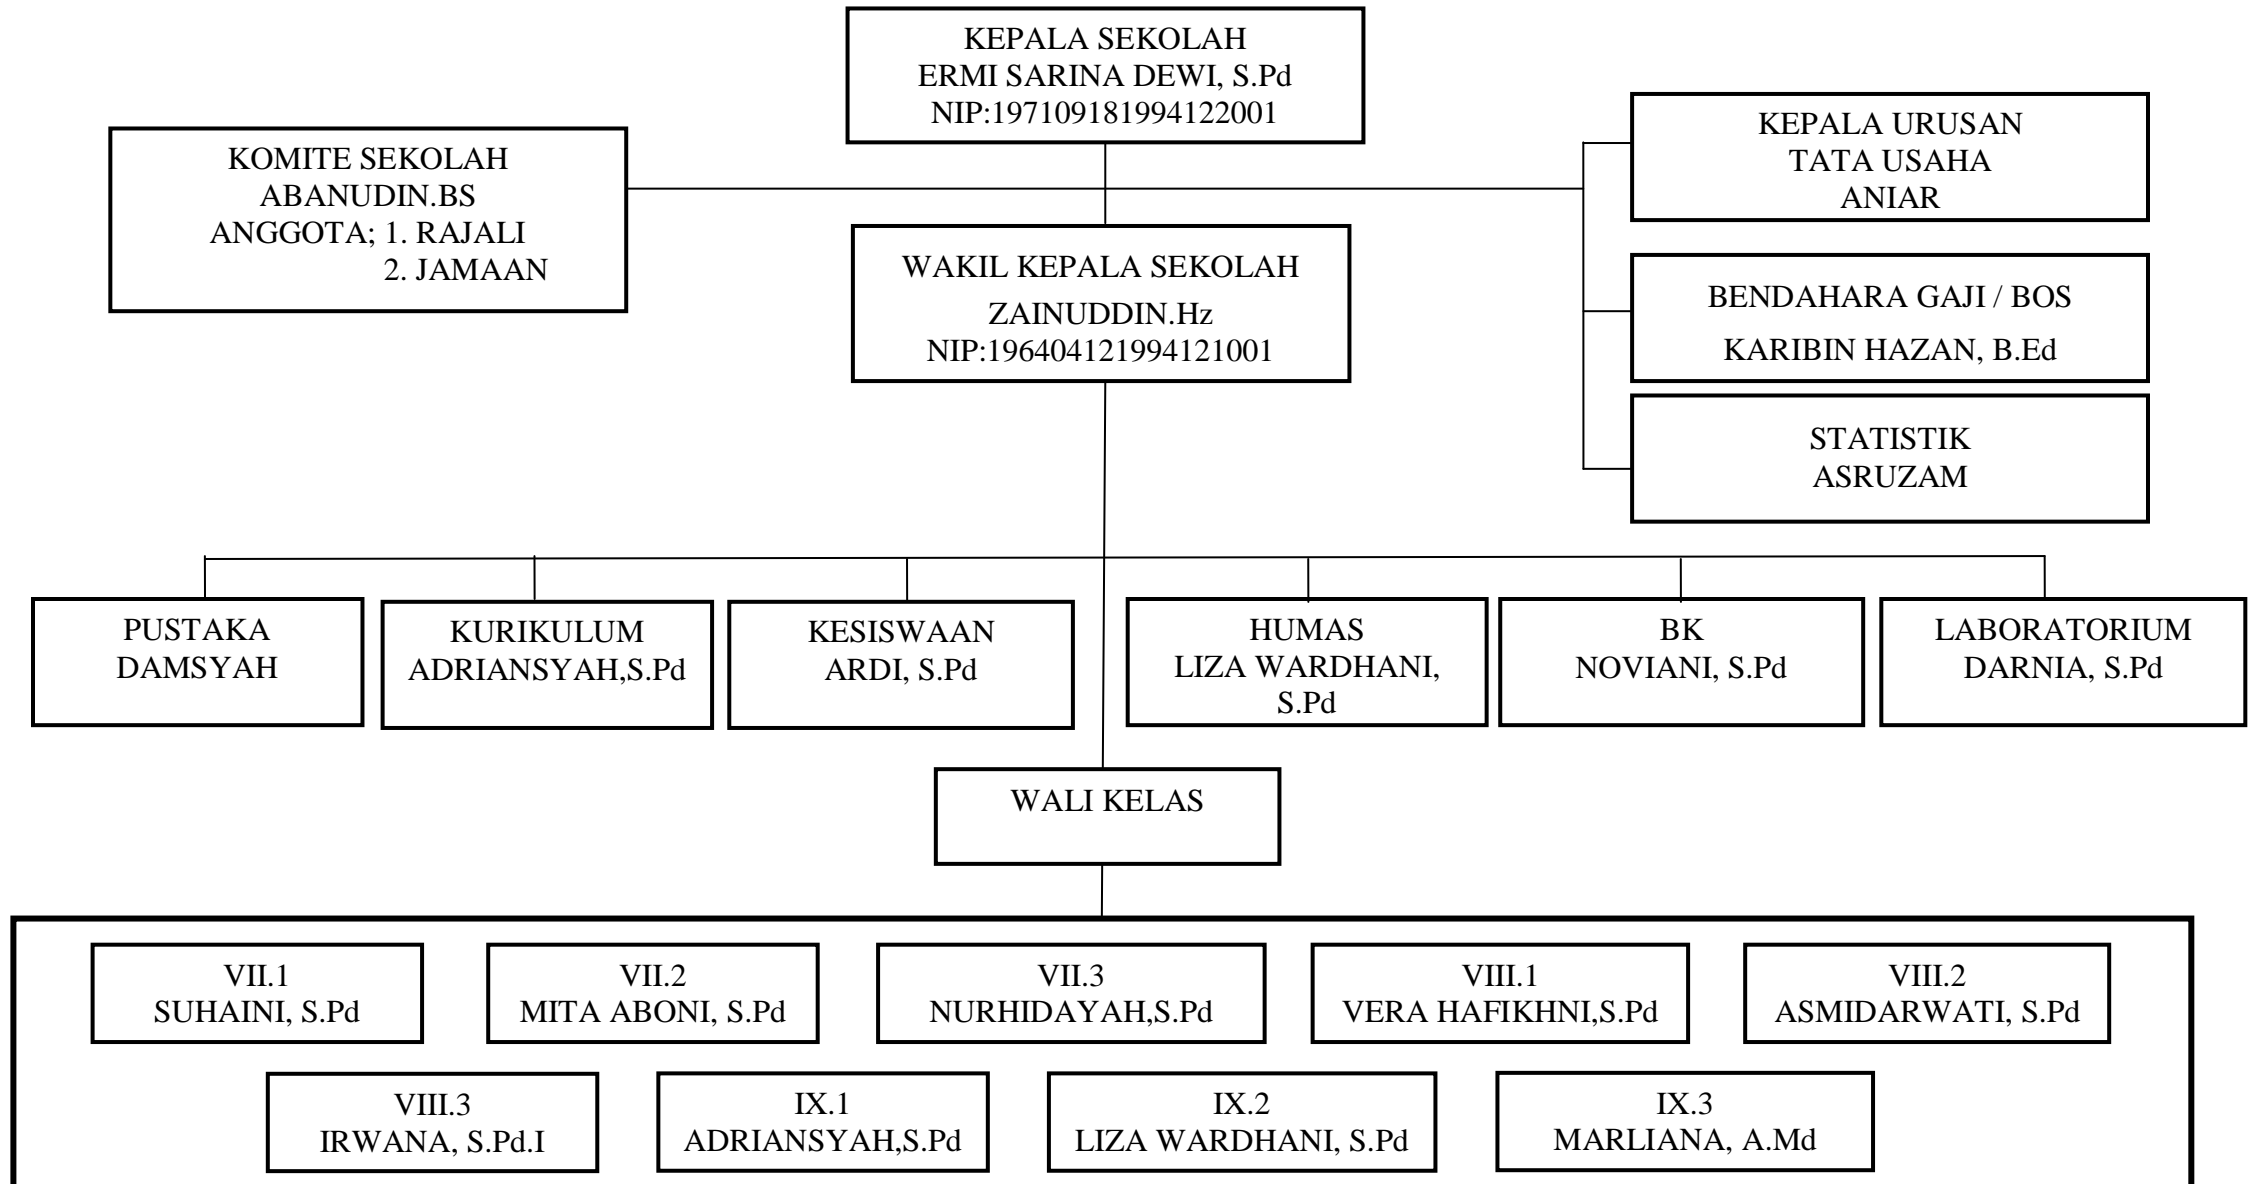 KEPALA SEKOLAH
ERMI SARINA DEWI, S.Pd
NIP:197109181994122001
KOMITE SEKOLAH
ABANUDIN.BS
ANGGOTA; 1. RAJALI
2. JAMAAN
KEPALA URUSAN
TATA USAHA
ANIAR
WAKIL KEPALA SEKOLAH
ZAINUDDIN.Hz
NIP:196404121994121001
BENDAHARA GAJI / BOS
KARIBIN HAZAN, B.Ed
STATISTIK
ASRUZAM
PUSTAKA
DAMSYAH
KURIKULUM
ADRIANSYAH,S.Pd
KESISWAAN
ARDI, S.Pd
HUMAS
LIZA WARDHANI,
S.Pd
BK
NOVIANI, S.Pd
LABORATORIUM
DARNIA, S.Pd
WALI KELAS
VII.1
SUHAINI, S.Pd
VII.2
MITA ABONI, S.Pd
VII.3
NURHIDAYAH,S.Pd
VIII.1
VERA HAFIKHNI,S.Pd
VIII.2
ASMIDARWATI, S.Pd
VIII.3
IRWANA, S.Pd.I
IX.1
ADRIANSYAH,S.Pd
IX.2
LIZA WARDHANI, S.Pd
IX.3
MARLIANA, A.Md